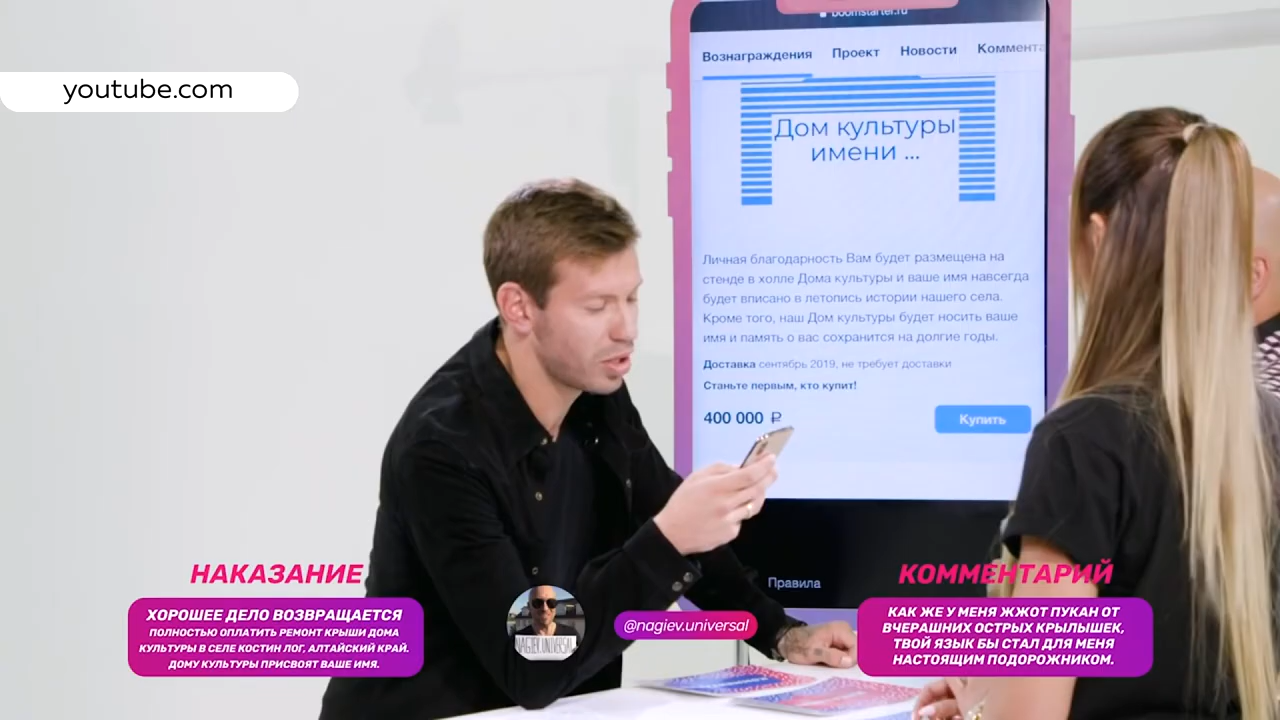 youtube.com
boomstarter.ru
Вознаграждения Проект Новости Коммента
Дом культуры
имени ...
Личная благодарность Вам будет размещена на
стенде в холле Дома культуры и ваше имя навсегда
будет вписано в летопись истории нашего села.
Кроме того, наш Дом культуры будет носить ваше
имя и память о вас сохранится на долгие годы.
Доставка сентябрь 2019, не требует доставки
Станьте первым, кто купит!
400 000 ₽
Купить
Правила
НАКАЗАНИЕ
ХОРОШЕЕ ДЕЛО ВОЗВРАЩАЕТСЯ
ПОЛНОСТЬЮ ОПЛАТИТЬ РЕМОНТ КРЫШИ ДОМА
КУЛЬТУРЫ В СЕЛЕ КОСТИН ЛОГ, АЛТАЙСКИЙ КРАЙ.
ДОМУ КУЛЬТУРЫ ПРИСВОЯТ ВАШЕ ИМЯ.
NAGIEV.UNIVERSAL
@nagiev.universal
КОММЕНТАРИЙ
КАК ЖЕ У МЕНЯ ЖЖОТ ПУКАН ОТ
ВЧЕРАШНИХ ОСТРЫХ КРЫЛЫШЕК,
ТВОЙ ЯЗЫК БЫ СТАЛ ДЛЯ МЕНЯ
НАСТОЯЩИМ ПОДОРОЖНИКОМ.